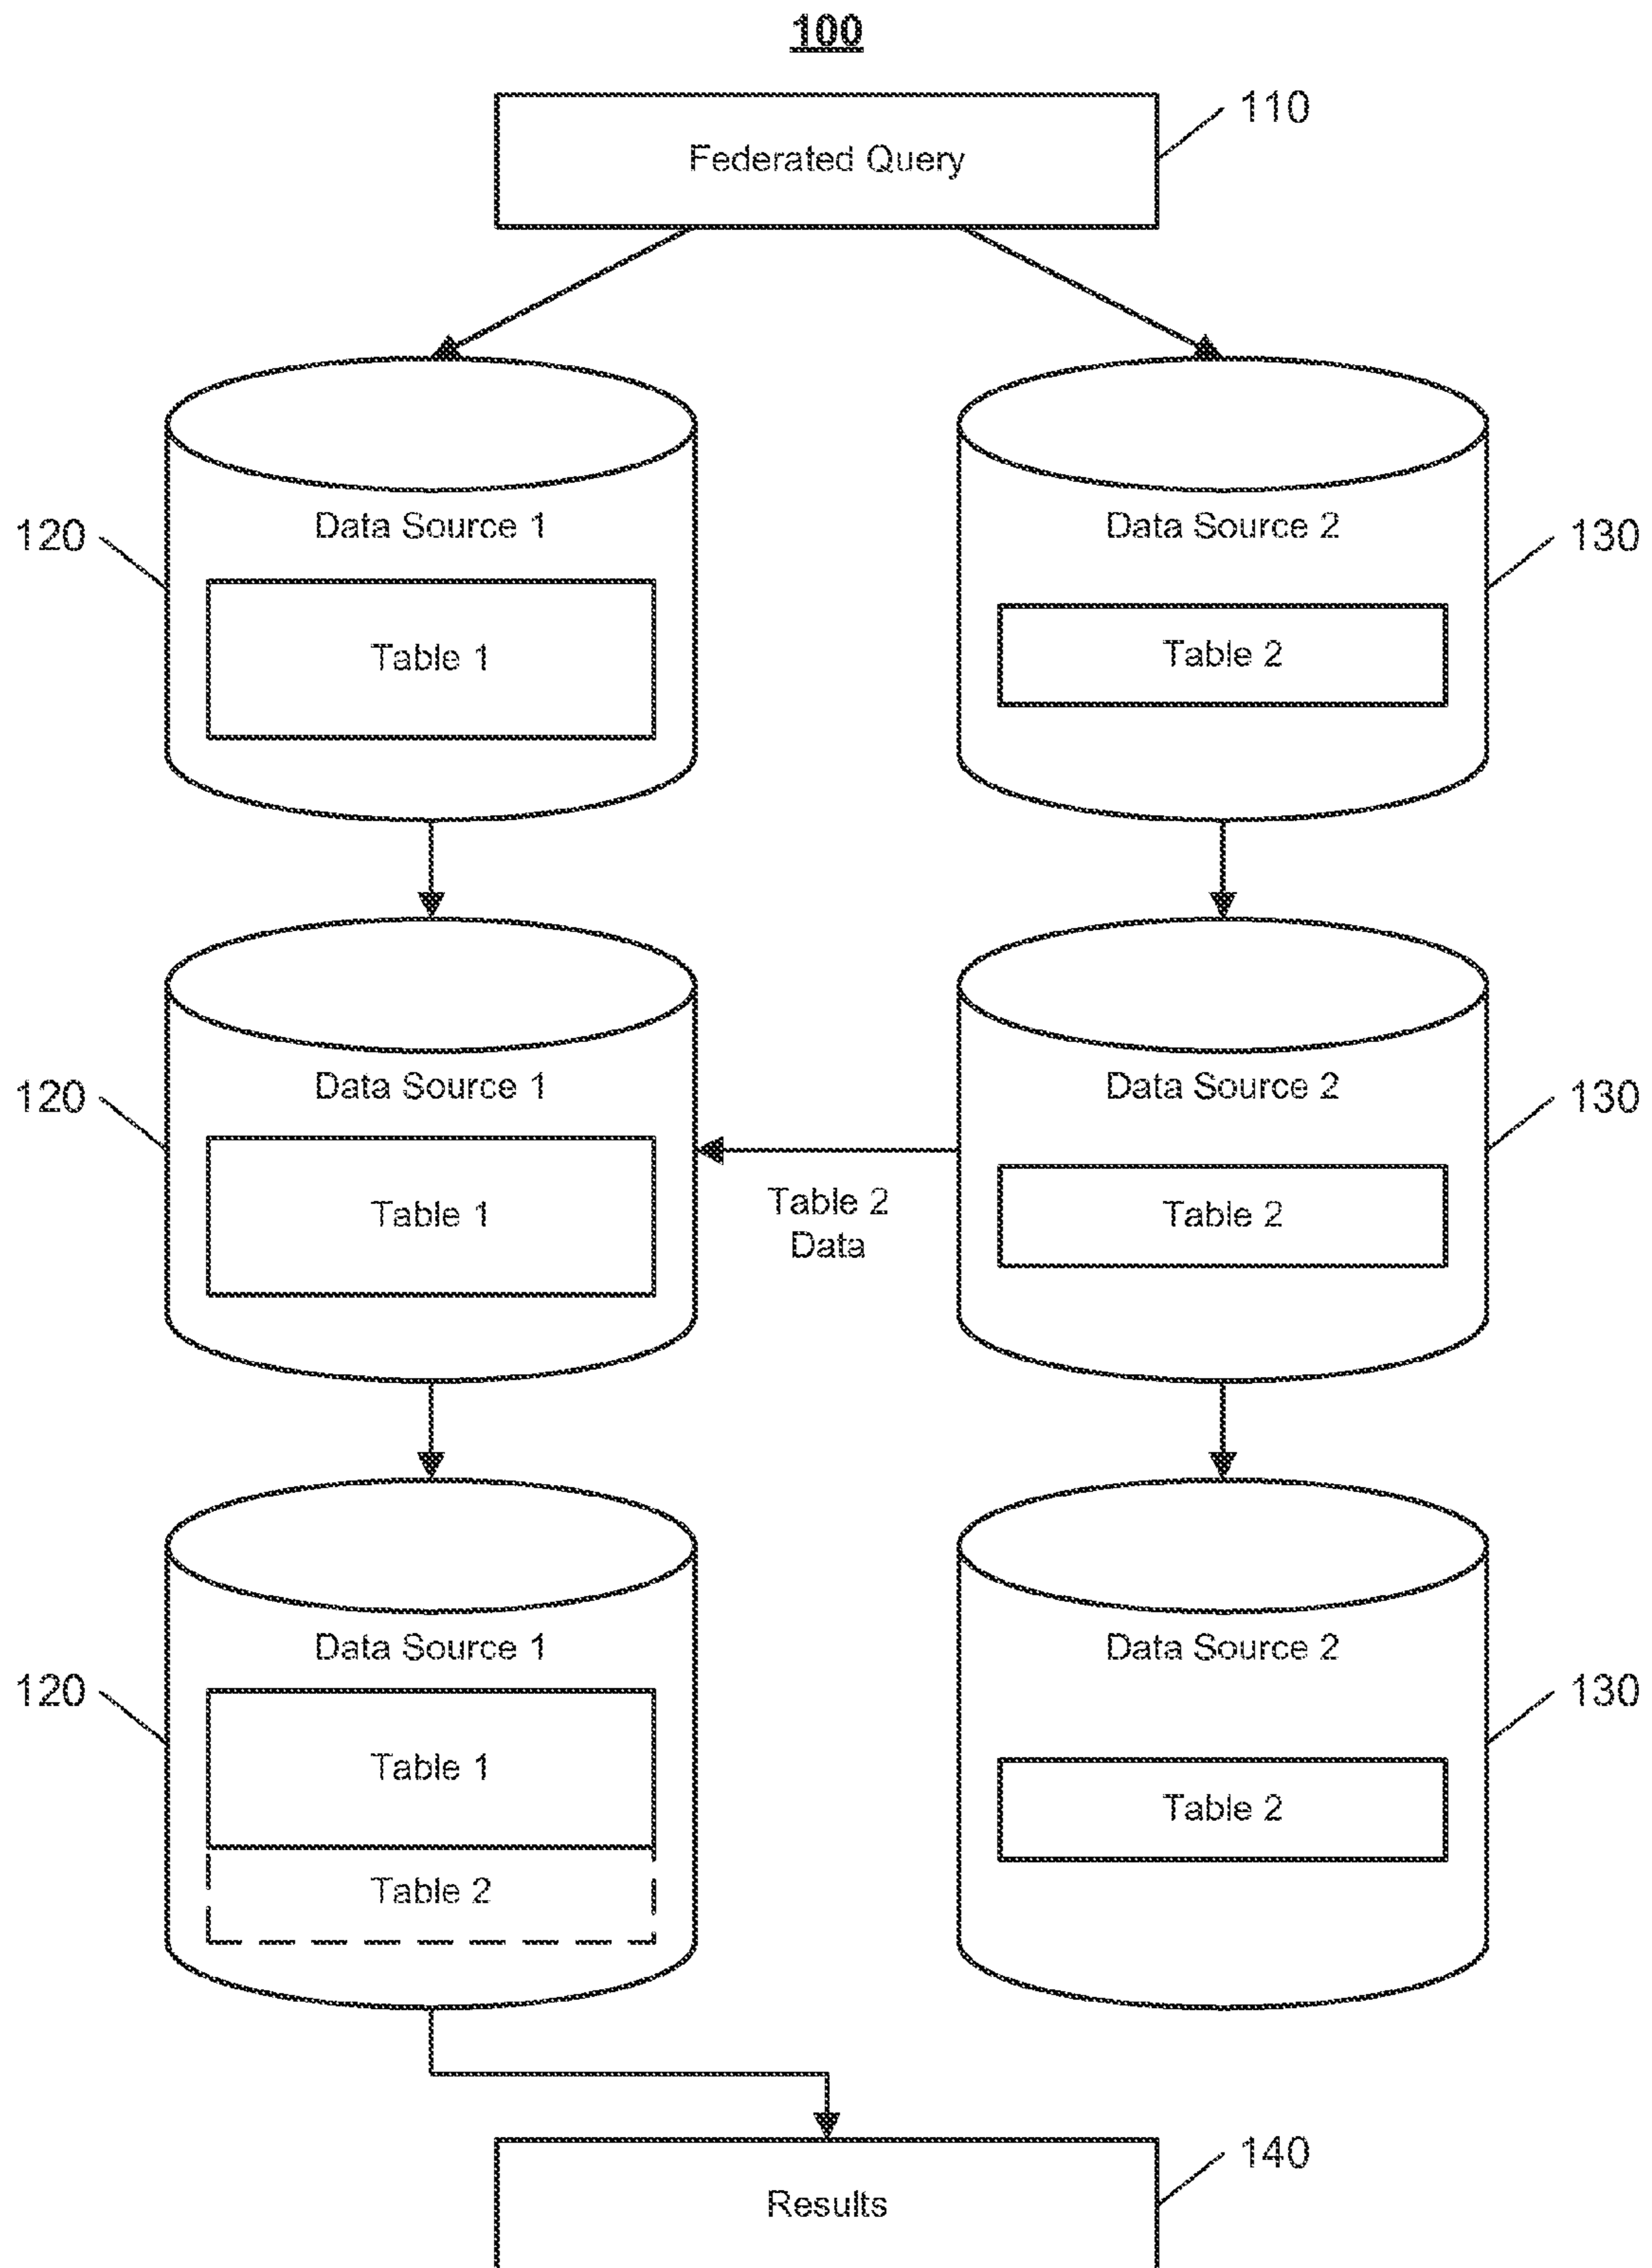 100
Federated Query
110
Data Source 1
Data Source 2
120
130
Table 1
Table 2
Data Source 1
Data Source 2
120
130
Table 1
Table 2
Data
Table 2
Data Source 1
Data Source 2
120
130
Table 1
Table 2
Table 2
140
Results